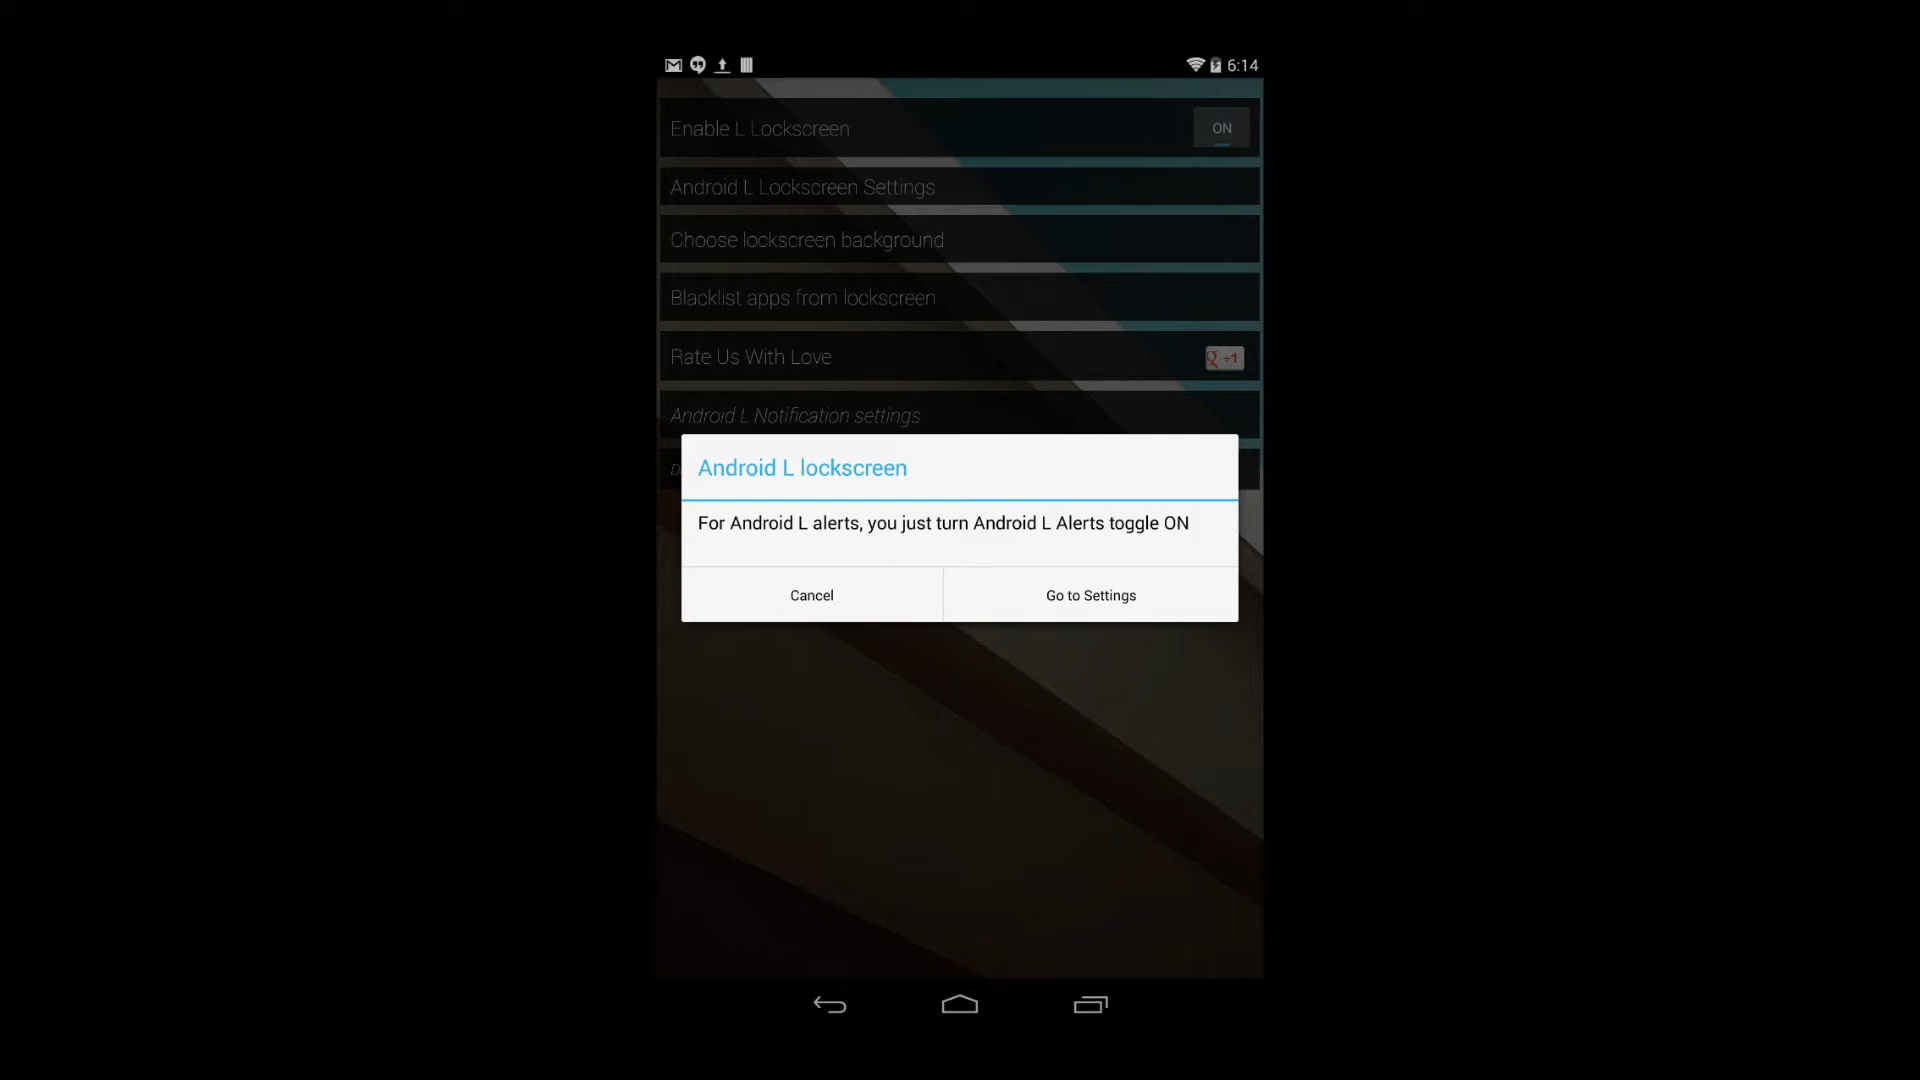 6:14
Enable L Lockscreen
ON
Android L Lockscreen Settings
Choose lockscreen background
Blacklist apps from lockscreen
Rate Us With Love
g +1
Android L Notification settings
Android L lockscreen
For Android L alerts, you just turn Android L Alerts toggle ON
Cancel
Go to Settings